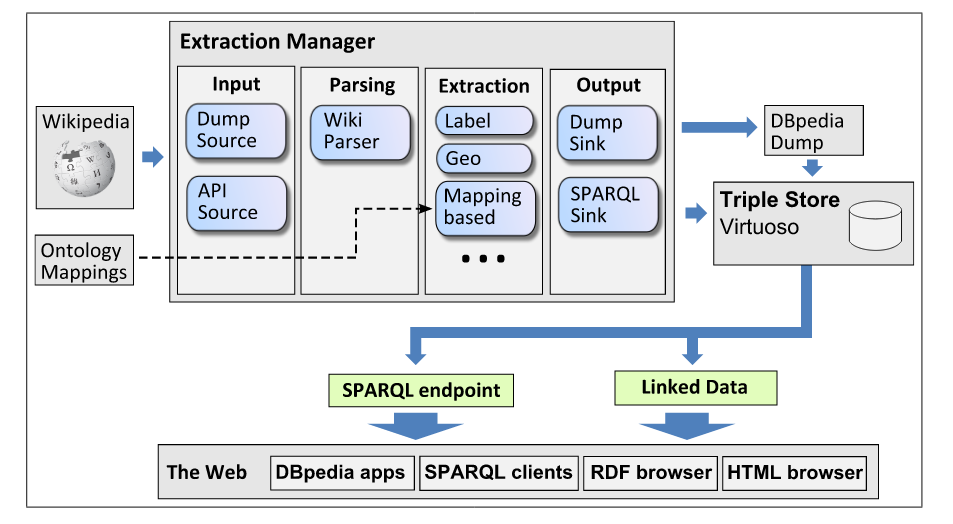 Extraction Manager
Input
Parsing
Extraction
Output
Wikipedia
Ω
W
Dump
Source
API
Source
Wiki
Parser
Label
Geo
Mapping
based
...
Dump
Sink
SPARQL
Sink
Ontology
Mappings
DBpedia
Dump
Triple Store
Virtuoso
SPARQL endpoint
Linked Data
The Web
DBpedia apps
SPARQL clients
RDF browser
HTML browser